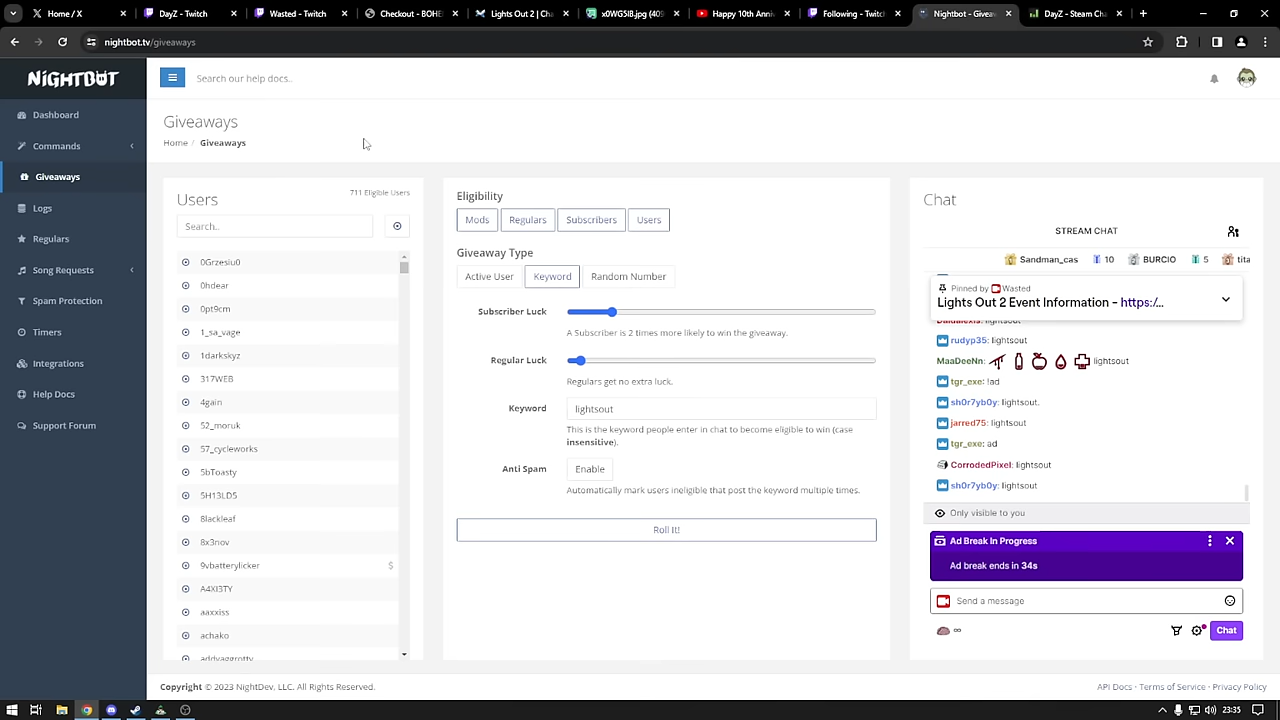 X
DayZ - Twitch
Wasted - Twitch
Checkout - BOHE
Lights Out 2 | Cha
x0WG5I8.jpg (409
Happy 10th Anni
Following - Twitc
Nightbot - Giveaw
DayZ - Steam Cha
nightbot.tv/giveaways
NIGHTBOT
Search our help docs..
Dashboard
Commands
Giveaways
Logs
Regulars
Song Requests
Spam Protection
Timers
Integrations
Help Docs
Support Forum
Giveaways
Home / Giveaways
Users
711 Eligible Users
Search..
0Grzesiu0
0hdear
0pt9cm
1_sa_vage
1darkskyz
317WEB
4gain
52_moruk
57_cycleworks
5bToasty
5H13LD5
8lackleaf
8x3nov
9vbatterylicker $
A4XI3TY
aaxxiss
achako
addyaggrotty
Eligibility
Mods Regulars Subscribers Users
Giveaway Type
Active User Keyword Random Number
Subscriber Luck
A Subscriber is 2 times more likely to win the giveaway.
Regular Luck
Regulars get no extra luck.
Keyword lightsout
This is the keyword people enter in chat to become eligible to win (case
insensitive).
Anti Spam Enable
Automatically mark users ineligible that post the keyword multiple times.
Roll It!
Chat
STREAM CHAT
Sandman_cas 10 BURCIO 5 tita
Pinned by Wasted
Lights Out 2 Event Information - https:/...
rudyp35: lightsout
MaaDeeNn: lightsout
tgr_exe: !ad
sh0r7yb0y: lightsout.
jarred75: lightsout
tgr_exe: ad
CorrodedPixel: lightsout
sh0r7yb0y: lightsout
Only visible to you
Ad Break In Progress
Ad break ends in 34s
Send a message
∞
Chat
Copyright © 2023 NightDev, LLC. All Rights Reserved.
API Docs - Terms of Service - Privacy Policy
23:35